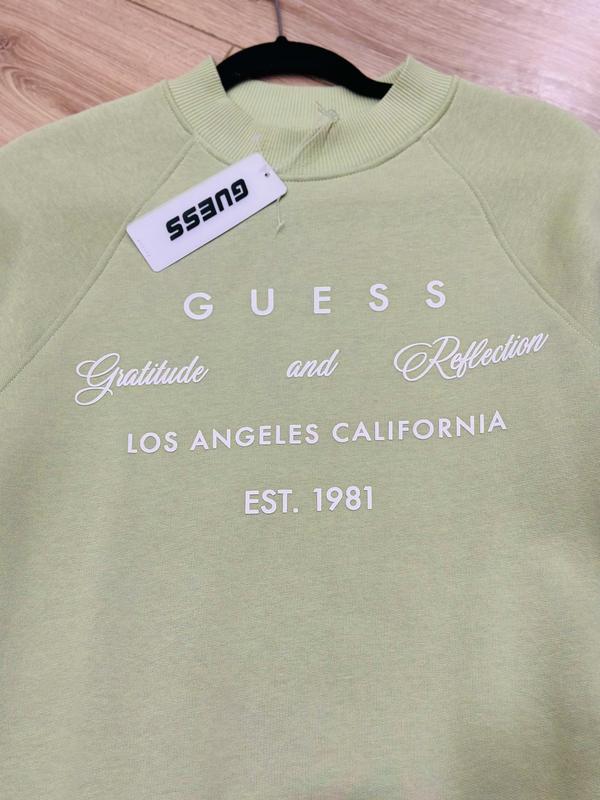 GUESS
GUESS
Gratitude and Reflection
LOS ANGELES CALIFORNIA
EST. 1981